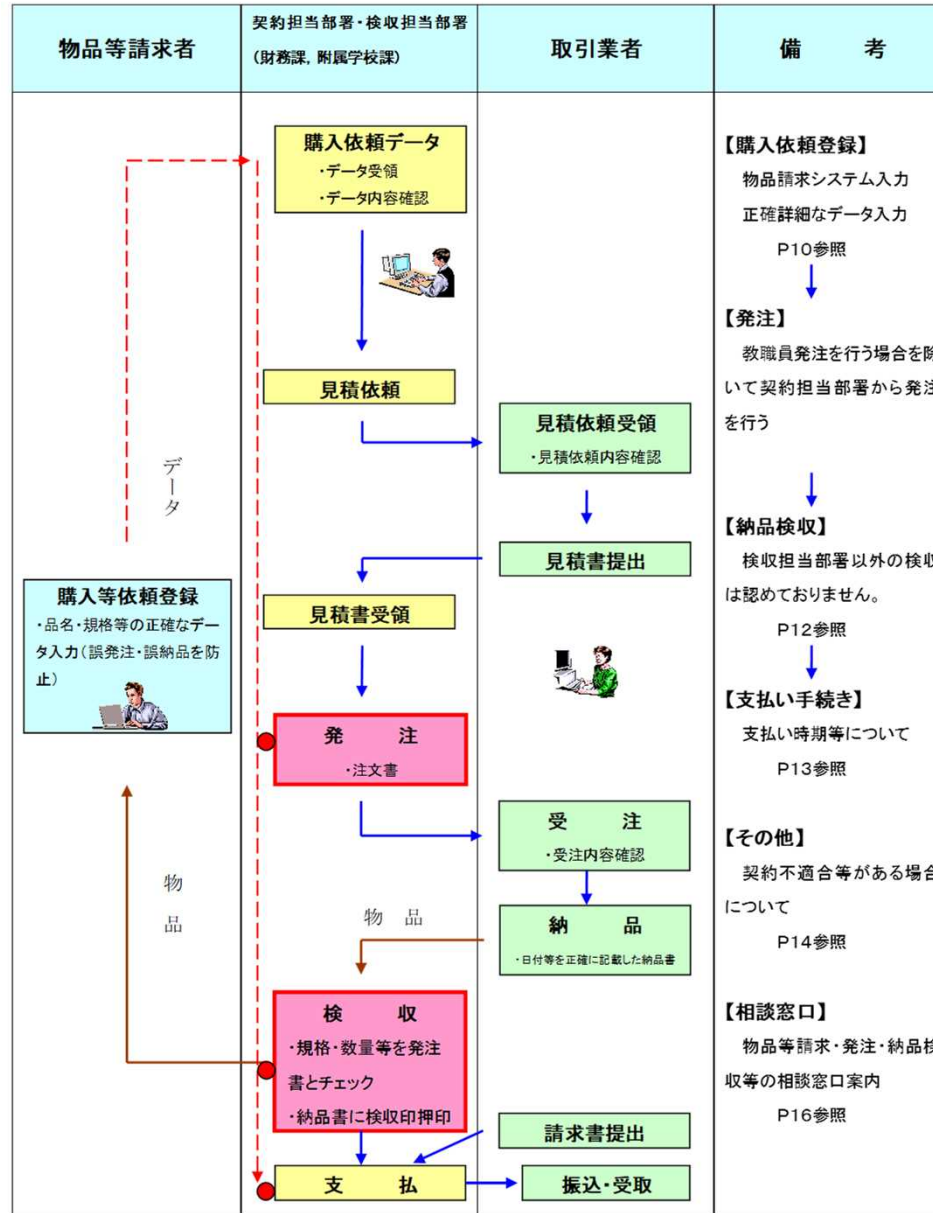 物品等請求者
契約担当部署・検収担当部署
(財務課, 附属学校課)
取引業者
備　　考
購入依頼データ
・データ受領
・データ内容確認
見積依頼
見積依頼受領
・見積依頼内容確認
見積書提出
見積書受領
データ
購入等依頼登録
・品名・規格等の正確なデー
タ入力(誤発注・誤納品を防
止)
発　　注
・注文書
受　　注
・受注内容確認
物品
物　品
納　　品
・日付等を正確に記載した納品書
検　　収
・規格・数量等を発注
書とチェック
・納品書に検収印押印
請求書提出
支　　払
振込・受取
【購入依頼登録】
物品請求システム入力
正確詳細なデータ入力
P10参照
【発注】
教職員発注を行う場合を除
いて契約担当部署から発注
を行う
【納品検収】
検収担当部署以外の検収
は認めておりません。
P12参照
【支払い手続き】
支払い時期等について
P13参照
【その他】
契約不適合等がある場合
について
P14参照
【相談窓口】
物品等請求・発注・納品検
収等の相談窓口案内
P16参照